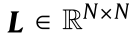 L ∈ ℝ^{N×N}